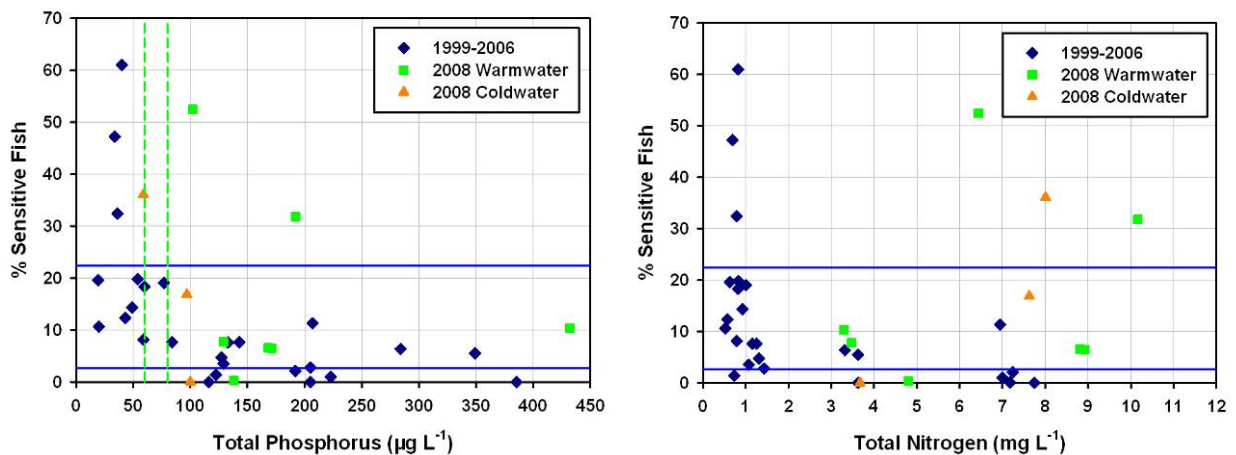 70
60
50
40
30
20
10
0
% Sensitive Fish
1999-2006
2008 Warmwater
2008 Coldwater
0 50 100 150 200 250 300 350 400 450
Total Phosphorus (µg L⁻¹)
70
60
50
40
30
20
10
0
% Sensitive Fish
1999-2006
2008 Warmwater
2008 Coldwater
0 1 2 3 4 5 6 7 8 9 10 11 12
Total Nitrogen (mg L⁻¹)